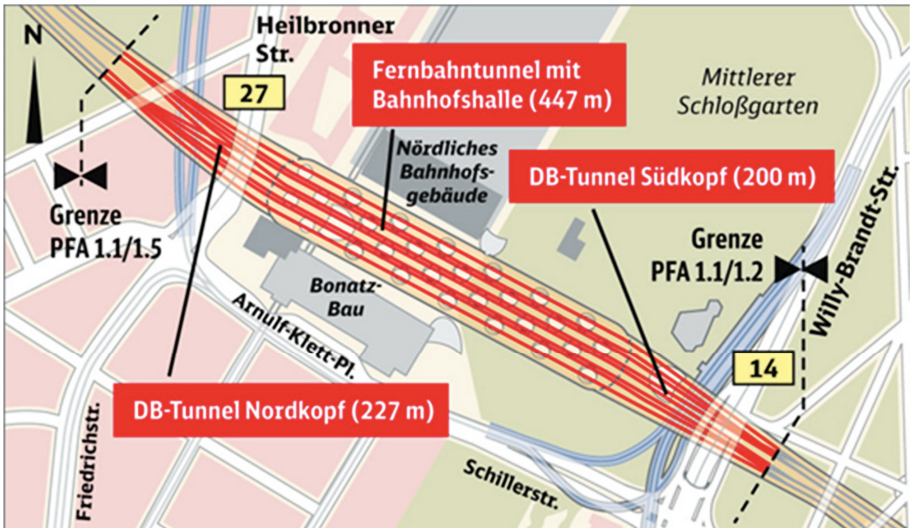 N
Heilbronner
Str.
27
Fernbahntunnel mit
Bahnhofshalle (447 m)
Mittlerer
Schloßgarten
Nördliches
Bahnhofs-
gebäude
DB-Tunnel Südkopf (200 m)
Grenze
PFA 1.1/1.5
Grenze
PFA 1.1/1.2
Willy-Brandt-Str.
Bonatz-
Bau
Arnulf-Klett-Pl.
14
DB-Tunnel Nordkopf (227 m)
Friedrichstr.
Schillerstr.